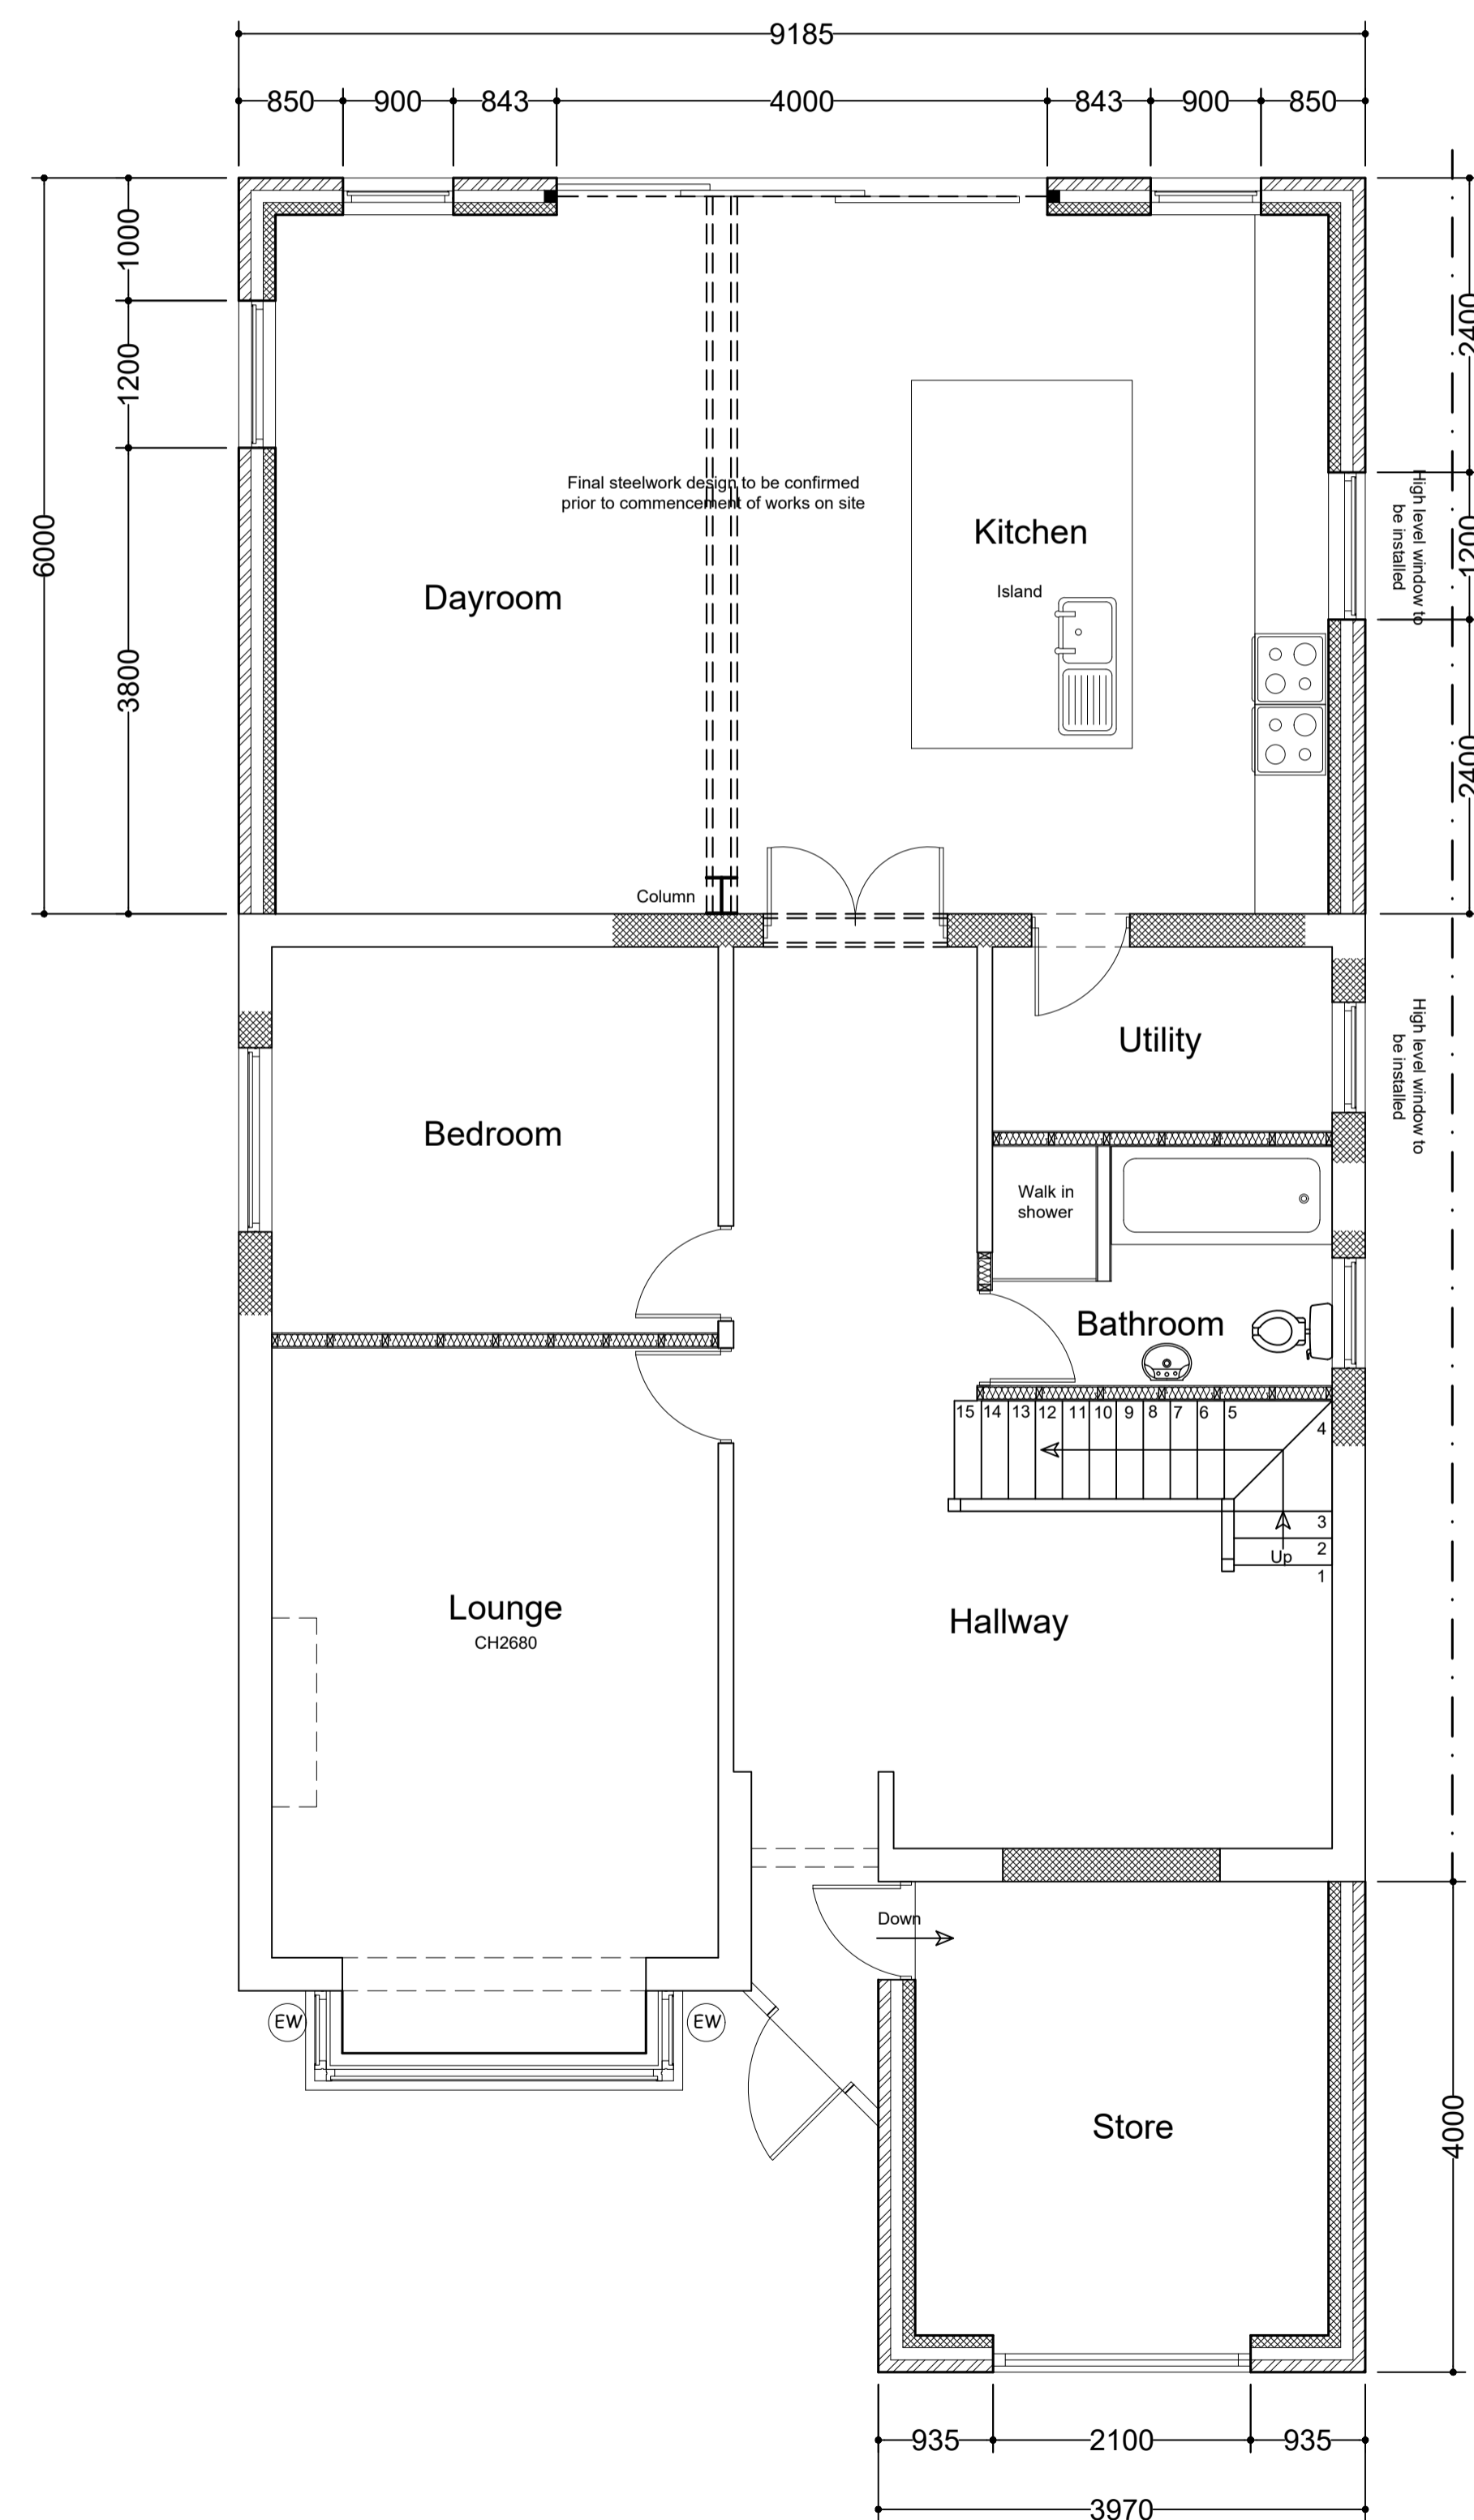 9185
850
900
843
4000
843
900
850
1000
1200
3800
6000
2400
1200
2400
High level window to
be installed
Final steelwork design to be confirmed
prior to commencement of works on site
Kitchen
Island
Dayroom
Column
Utility
High level window to
be installed
Bedroom
Walk in
shower
Bathroom
15 14 13 12 11 10 9 8 7 6 5
4
3
2
1
Up
Lounge
CH2680
Hallway
Down
EW
EW
Store
4000
935
2100
935
3970